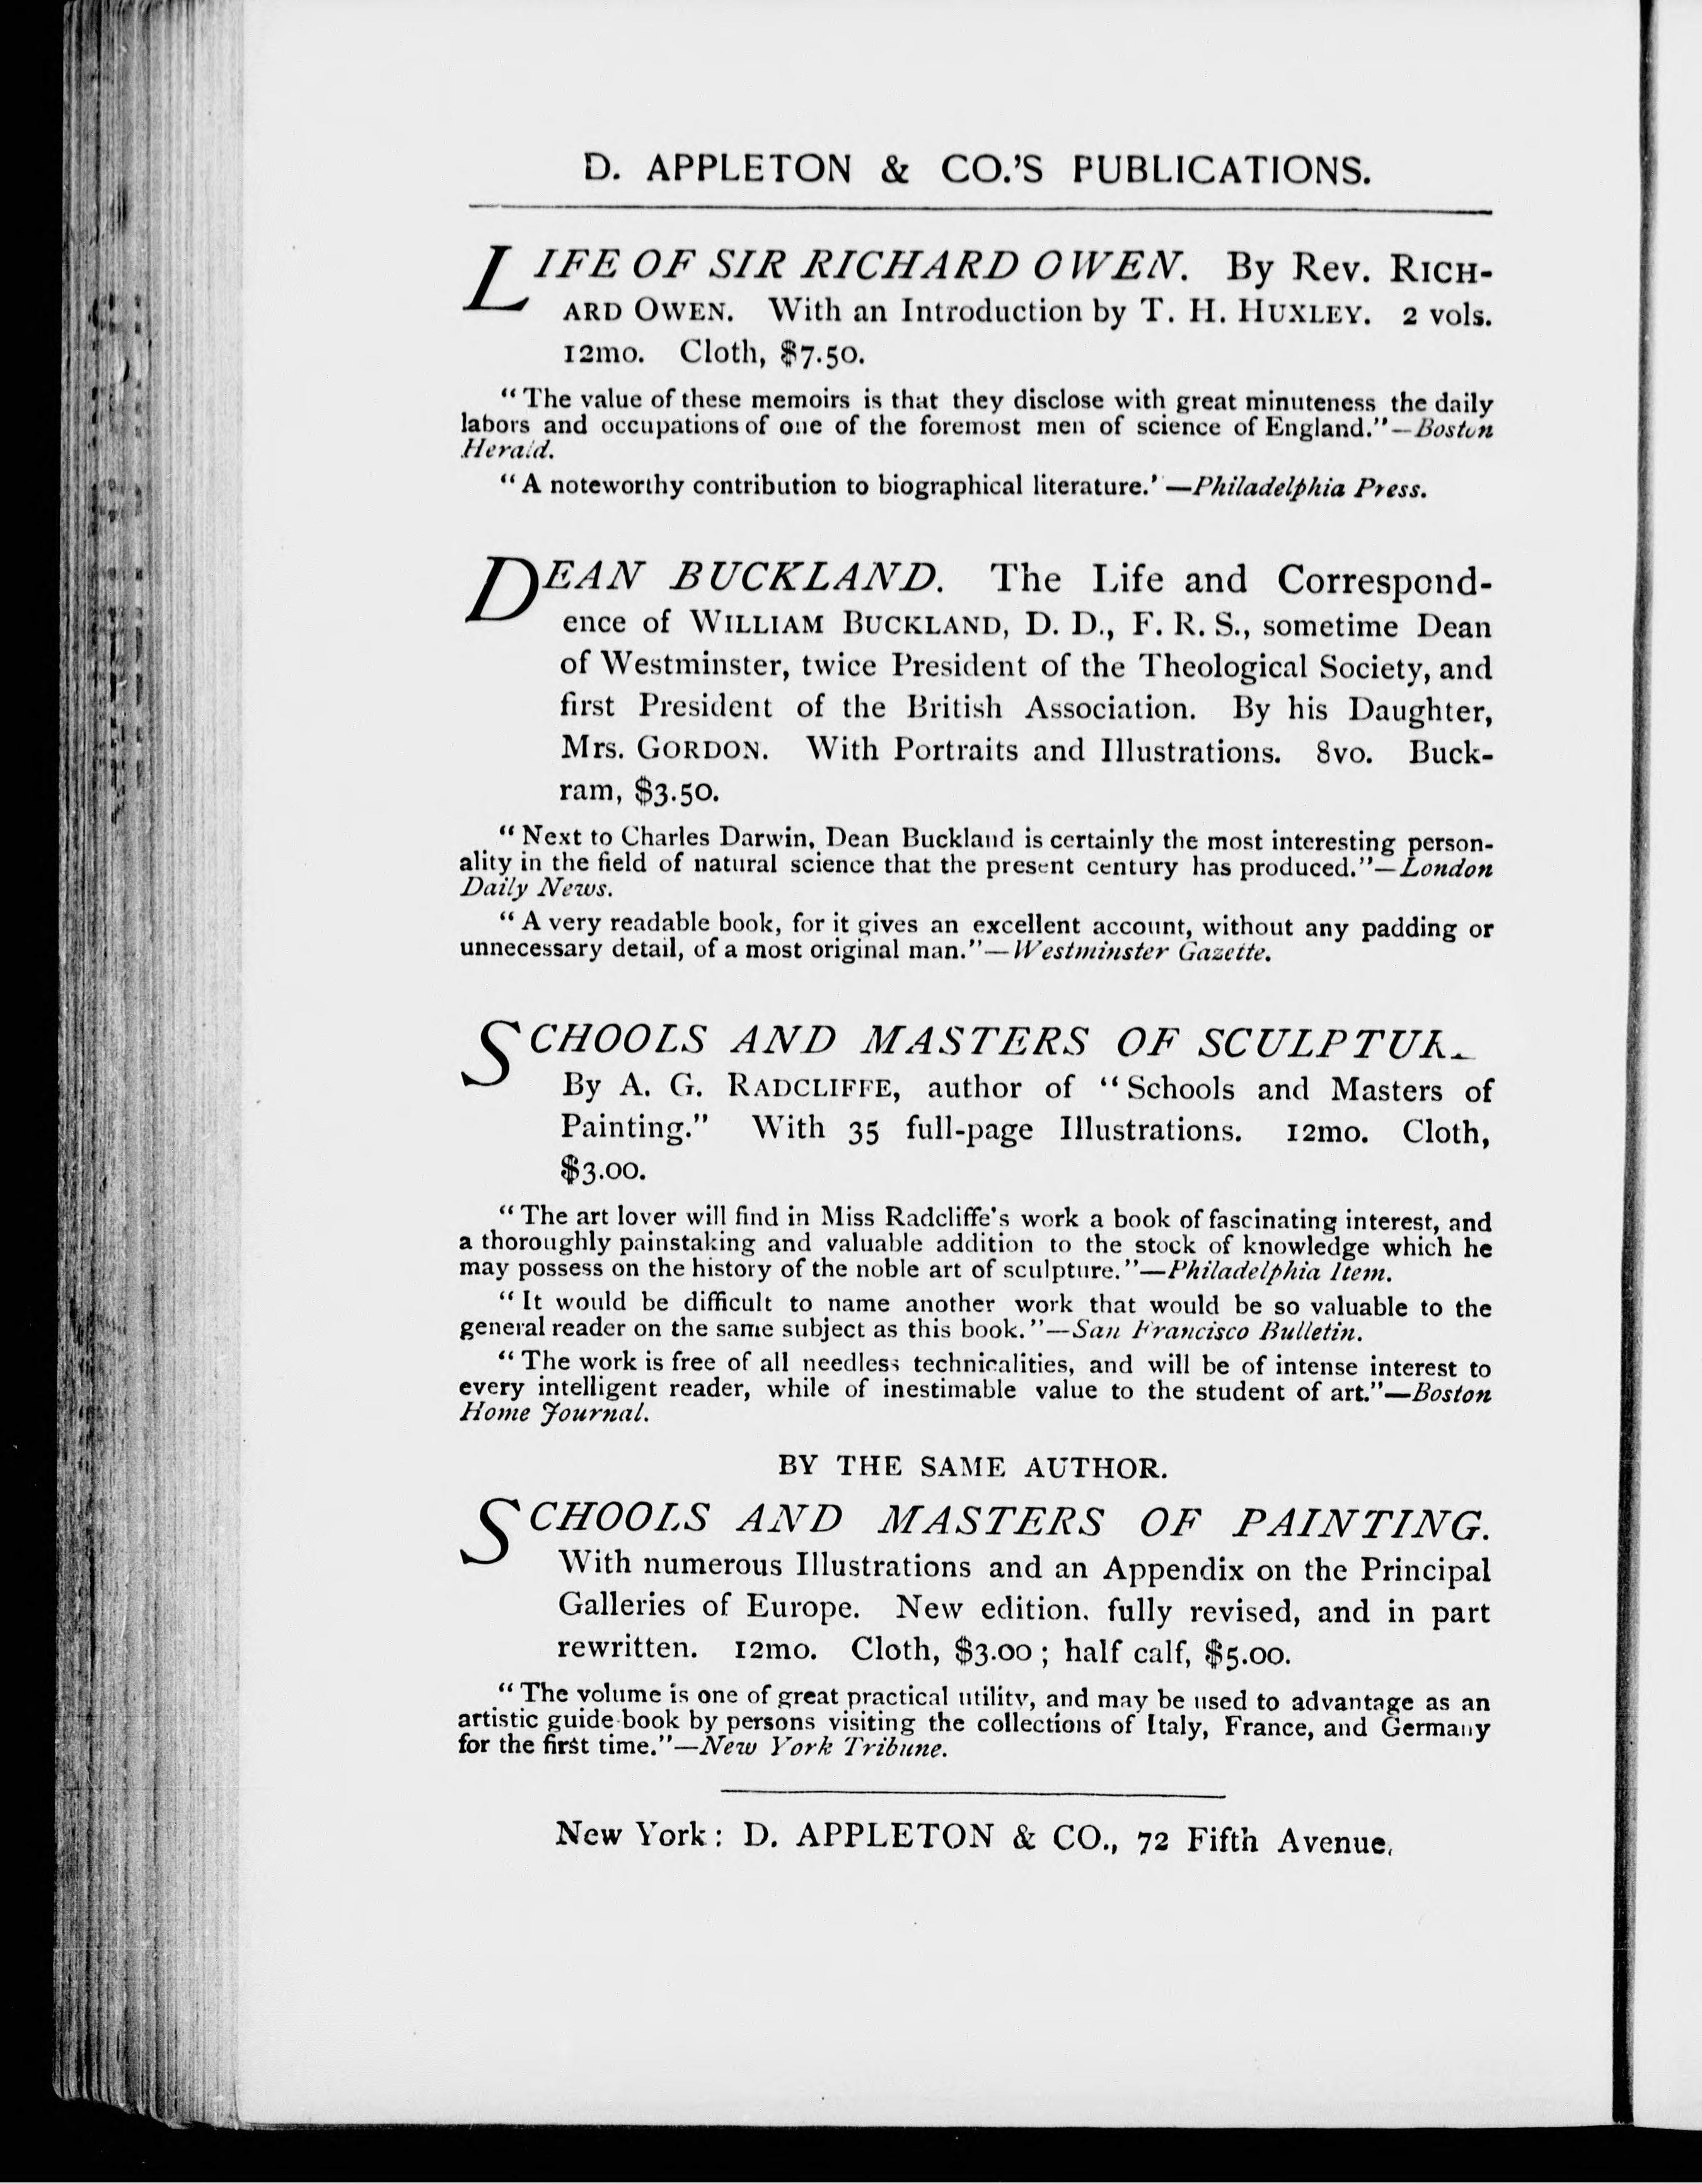 D. APPLETON & CO.'S PUBLICATIONS.
LIFE OF SIR RICHARD OWEN. By Rev. RICH-
ARD OWEN. With an Introduction by T. H. HUXLEY. 2 vols.
12mo. Cloth, $7.50.
"The value of these memoirs is that they disclose with great minuteness the daily
labors and occupations of one of the foremost men of science of England."—Boston
Herald.
"A noteworthy contribution to biographical literature.'—Philadelphia Press.
DEAN BUCKLAND. The Life and Correspond-
ence of WILLIAM BUCKLAND, D. D., F. R. S., sometime Dean
of Westminster, twice President of the Theological Society, and
first President of the British Association. By his Daughter,
Mrs. GORDON. With Portraits and Illustrations. 8vo. Buck-
ram, $3.50.
"Next to Charles Darwin, Dean Buckland is certainly the most interesting person-
ality in the field of natural science that the present century has produced."—London
Daily News.
"A very readable book, for it gives an excellent account, without any padding or
unnecessary detail, of a most original man."—Westminster Gazette.
SCHOOLS AND MASTERS OF
By A. G. RADCLIFFE, author of "Schools and Masters of
Painting." With 35 full-page Illustrations. 12mo. Cloth,
$3.00.
"The art lover will find in Miss Radcliffe's work a book of fascinating interest, and
a thoroughly painstaking and valuable addition to the stock of knowledge which he
may possess on the history of the noble art of sculpture."—Philadelphia Item.
"It would be difficult to name another work that would be so valuable to the
general reader on the same subject as this book."—San Francisco Bulletin.
"The work is free of all needless technicalities, and will be of intense interest to
every intelligent reader, while of inestimable value to the student of art."—Boston
Home Journal.
BY THE SAME AUTHOR.
SCHOOLS AND MASTERS OF PAINTING.
With numerous Illustrations and an Appendix on the Principal
Galleries of Europe. New edition, fully revised, and in part
rewritten. 12mo. Cloth, $3.00; half calf, $5.00.
"The volume is one of great practical utility, and may be used to advantage as an
artistic guide-book by persons visiting the collections of Italy, France, and Germany
for the first time."—New York Tribune.
New York: D. APPLETON & CO., 72 Fifth Avenue.